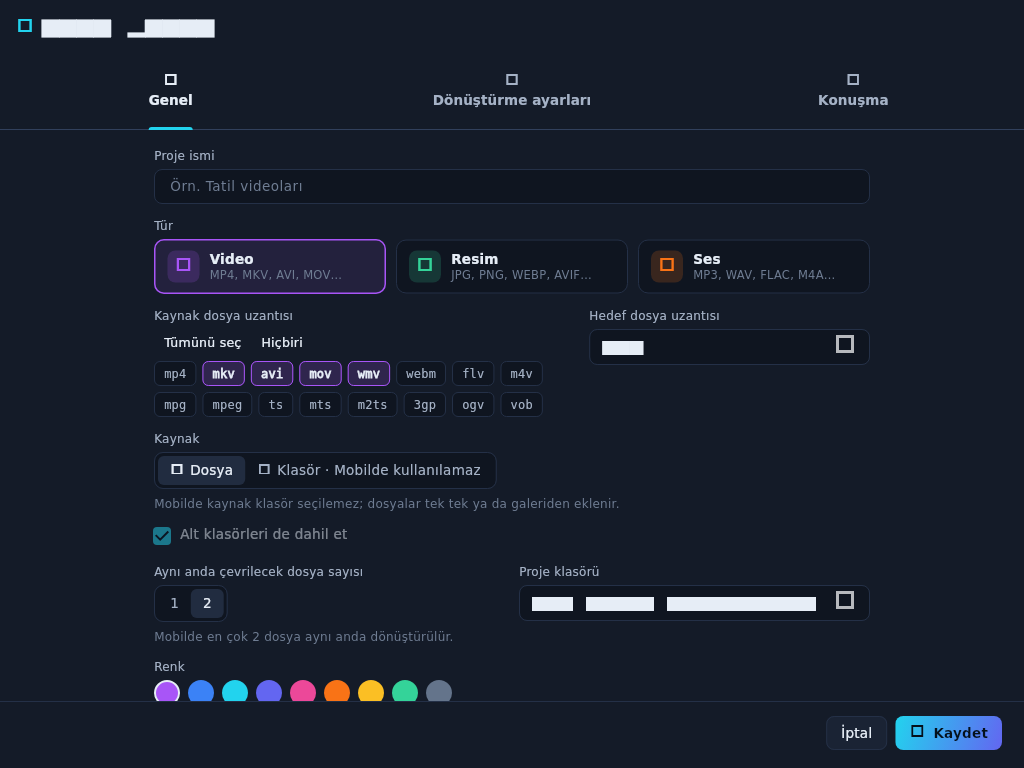 Genel
Dönüştürme ayarları
Konuşma
Proje ismi
Örn. Tatil videoları
Tür
Video
MP4, MKV, AVI, MOV...
Resim
JPG, PNG, WEBP, AVIF...
Ses
MP3, WAV, FLAC, M4A...
Kaynak dosya uzantısı
Hedef dosya uzantısı
Tümünü seç Hiçbiri
mp4 mkv avi mov wmv webm flv m4v
mpg mpeg ts mts m2ts 3gp ogv vob
Kaynak
Dosya Klasör · Mobilde kullanılamaz
Mobilde kaynak klasör seçilemez; dosyalar tek tek ya da galeriden eklenir.
Alt klasörleri de dahil et
Aynı anda çevrilecek dosya sayısı
Proje klasörü
1 2
Mobilde en çok 2 dosya aynı anda dönüştürülür.
Renk
İptal
Kaydet